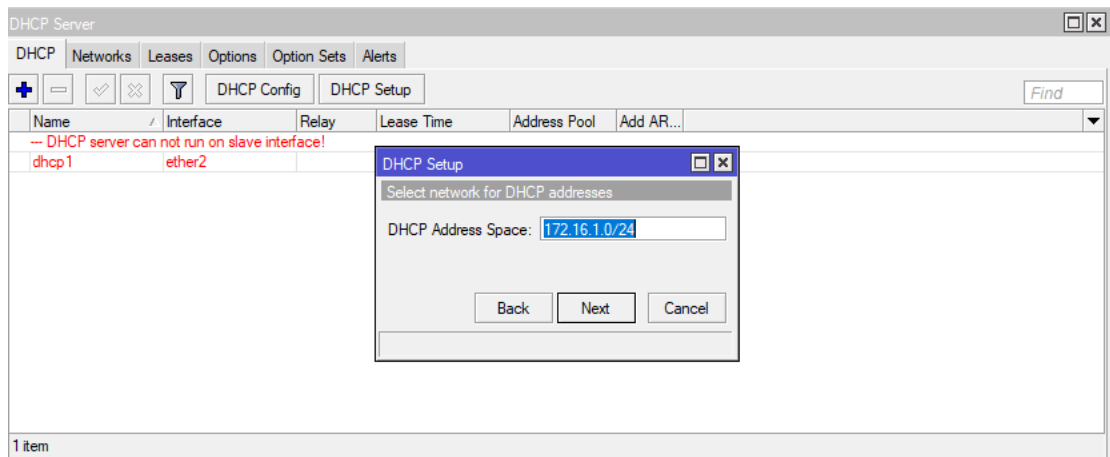 DHCP Server
DHCP Networks Leases Options Option Sets Alerts
DHCP Config DHCP Setup Find
Name Interface Relay Lease Time Address Pool Add AR...
--- DHCP server can not run on slave interface!
dhcp1 ether2
DHCP Setup
Select network for DHCP addresses
DHCP Address Space: 172.16.1.0/24
Back Next Cancel
1 item